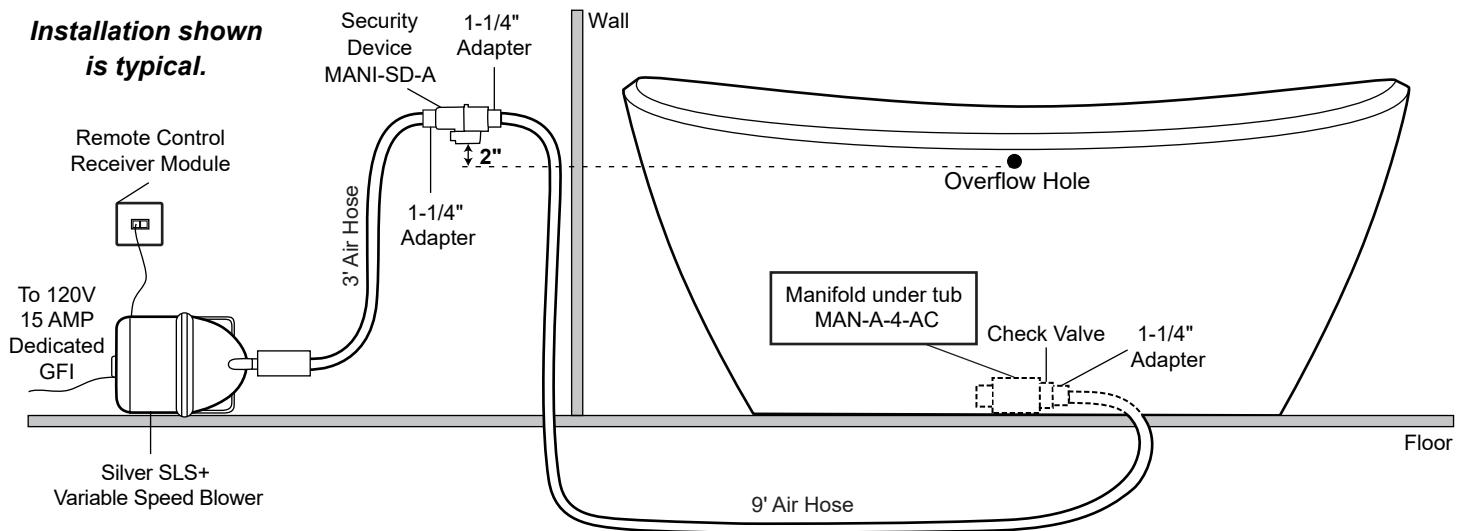 Installation shown
is typical.
Security
Device
MANI-SD-A
1-1/4"
Adapter
Wall
Remote Control
Receiver Module
2"
Overflow Hole
1-1/4"
Adapter
3' Air Hose
To 120V
15 AMP
Dedicated
GFI
Manifold under tub
MAN-A-4-AC
Check Valve
1-1/4"
Adapter
Floor
Silver SLS+
Variable Speed Blower
9' Air Hose